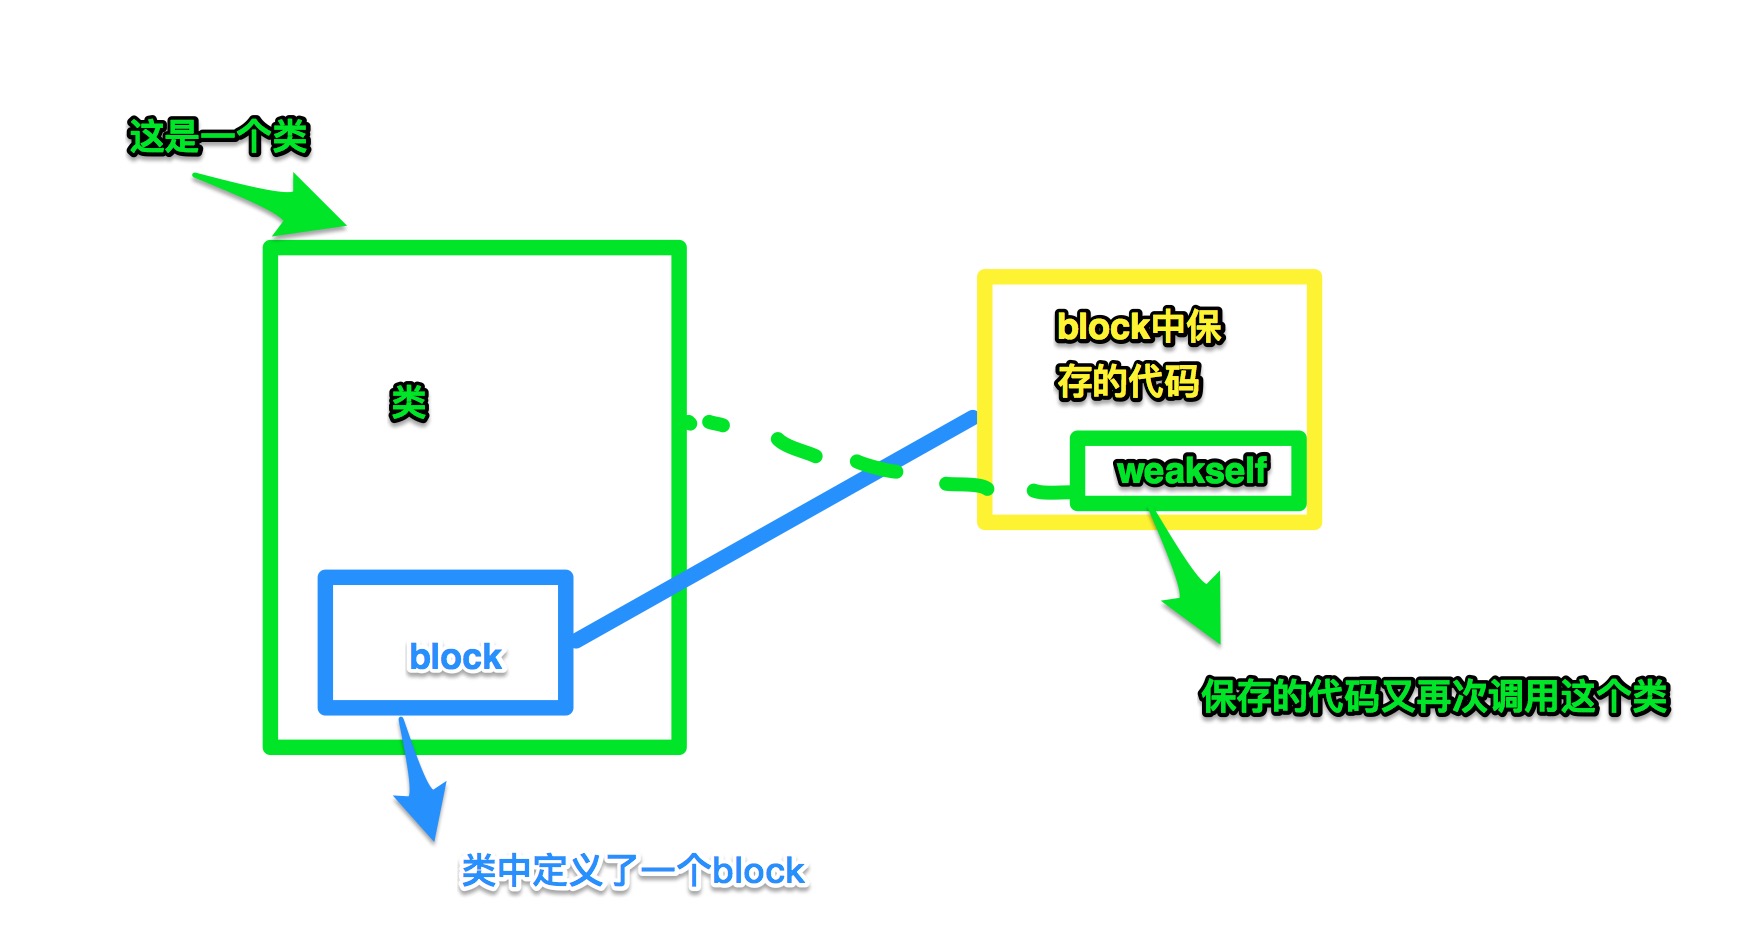 这是一个类
类
block中保
存的代码
weakself
block
保存的代码又再次调用这个类
类中定义了一个block